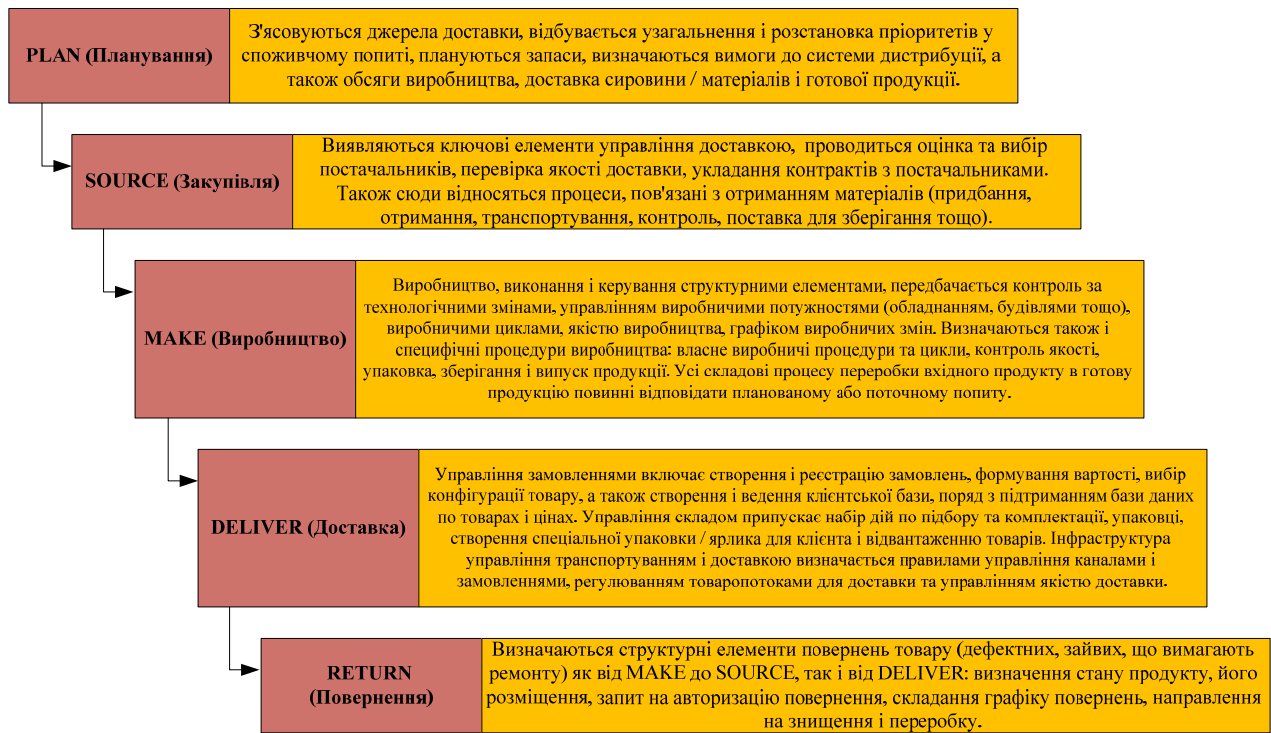 PLAN (Планування)
З'ясовуються джерела доставки, відбувається узагальнення і розстановка пріоритетів у
споживчому попиті, плануються запаси, визначаються вимоги до системи дистрибуції, а
також обсяги виробництва, доставка сировини / матеріалів і готової продукції.
SOURCE (Закупівля)
Виявляються ключові елементи управління доставкою, проводиться оцінка та вибір
постачальників, перевірка якості доставки, укладання контрактів з постачальниками.
Також сюди відносяться процеси, пов'язані з отриманням матеріалів (придбання,
отримання, транспортування, контроль, поставка для зберігання тощо).
MAKE (Виробництво)
Виробництво, виконання і керування структурними елементами, передбачається контроль за
технологічними змінами, управлінням виробничими потужностями (обладнанням, будівлями тощо),
виробничими циклами, якістю виробництва, графіком виробничих змін. Визначаються також і
специфічні процедури виробництва: власне виробничі процедури та цикли, контроль якості,
упаковка, зберігання і випуск продукції. Усі складові процесу переробки вхідного продукту в готову
продукцію повинні відповідати планованому або поточному попиту.
DELIVER (Доставка)
Управління замовленнями включає створення і реєстрацію замовлень, формування вартості, вибір
конфігурації товару, а також створення і ведення клієнтської бази, поряд з підтриманням бази даних
по товарах і цінах. Управління складом припускає набір дій по підбору та комплектації, упаковці,
створення спеціальної упаковки / ярлика для клієнта і відвантаженню товарів. Інфраструктура
управління транспортуванням і доставкою визначається правилами управління каналами і
замовленнями, регулюванням товаропотоками для доставки та управлінням якістю доставки.
RETURN
(Повернення)
Визначаються структурні елементи повернень товару (дефектних, зайвих, що вимагають
ремонту) як від MAKE до SOURCE, так і від DELIVER: визначення стану продукту, його
розміщення, запит на авторизацію повернення, складання графіку повернень, направлення
на знищення і переробку.